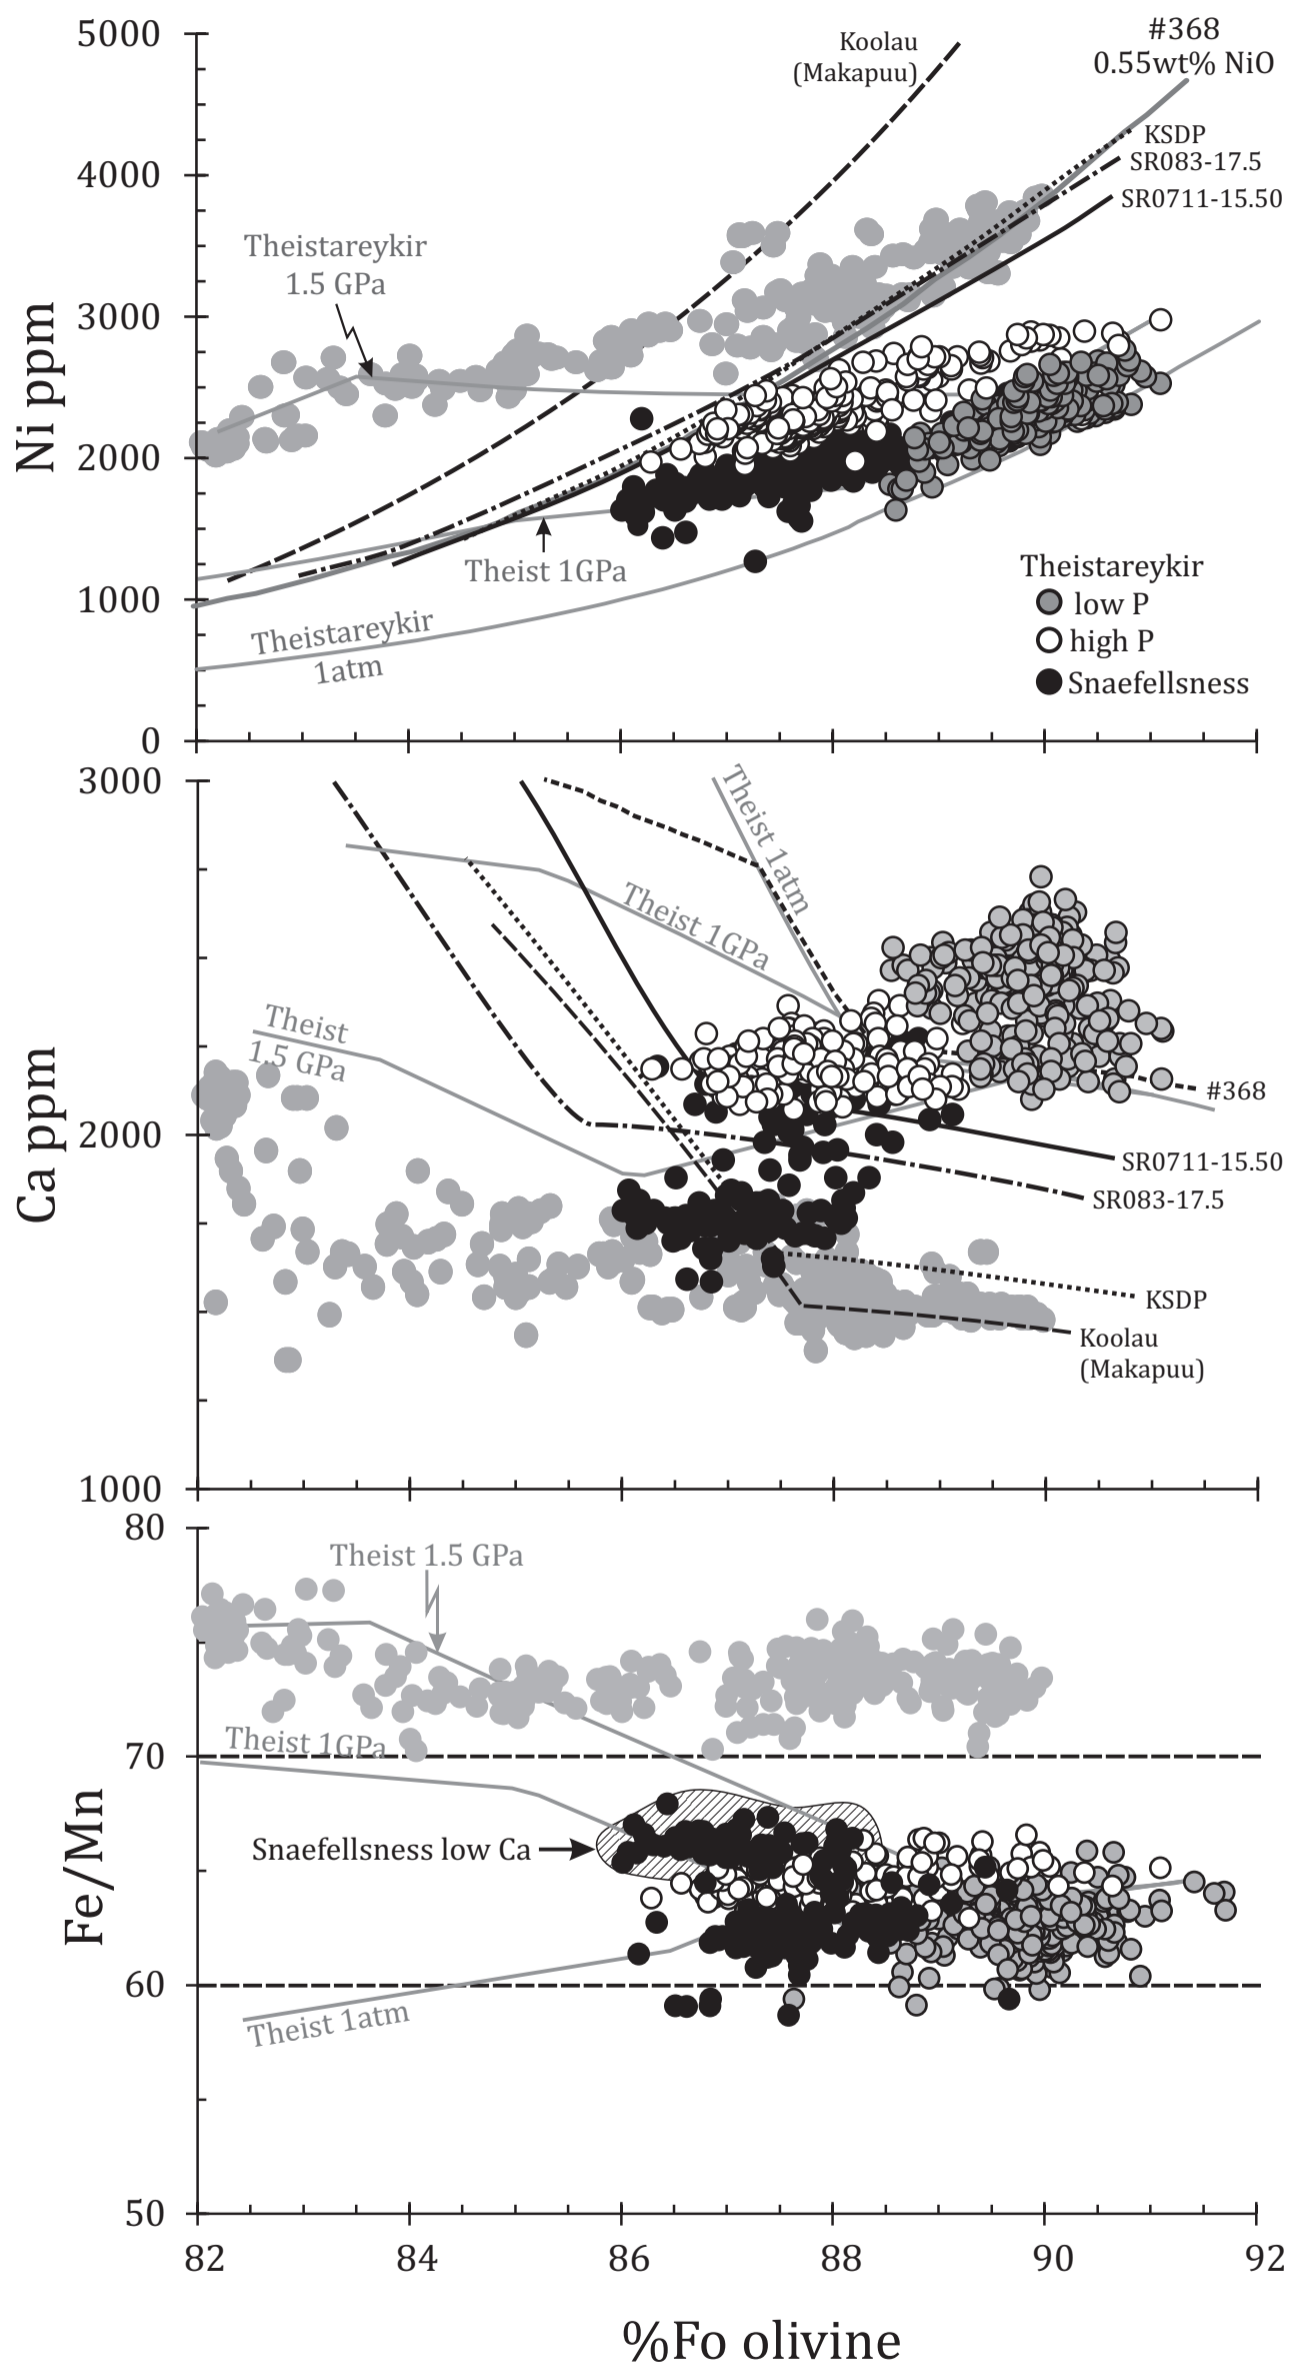 5000
Koolau
(Makapuu)
#368
0.55wt% NiO
KSDP
SR083-17.5
SR0711-15.50
4000
Theistareykir
1.5 GPa
3000
Ni ppm
2000
Theist 1GPa
Theistareykir
low P
high P
Snaefellsness
1000
Theistareykir
1atm
0
3000
Theist 1atm
Theist 1GPa
Theist
1.5 GPa
Ca ppm
2000
#368
SR0711-15.50
SR083-17.5
KSDP
Koolau
(Makapuu)
1000
80
Theist 1.5 GPa
Theist 1GPa
70
Snaefellsness low Ca
Fe/Mn
60
Theist 1atm
50
82 84 86 88 90 92
%Fo olivine